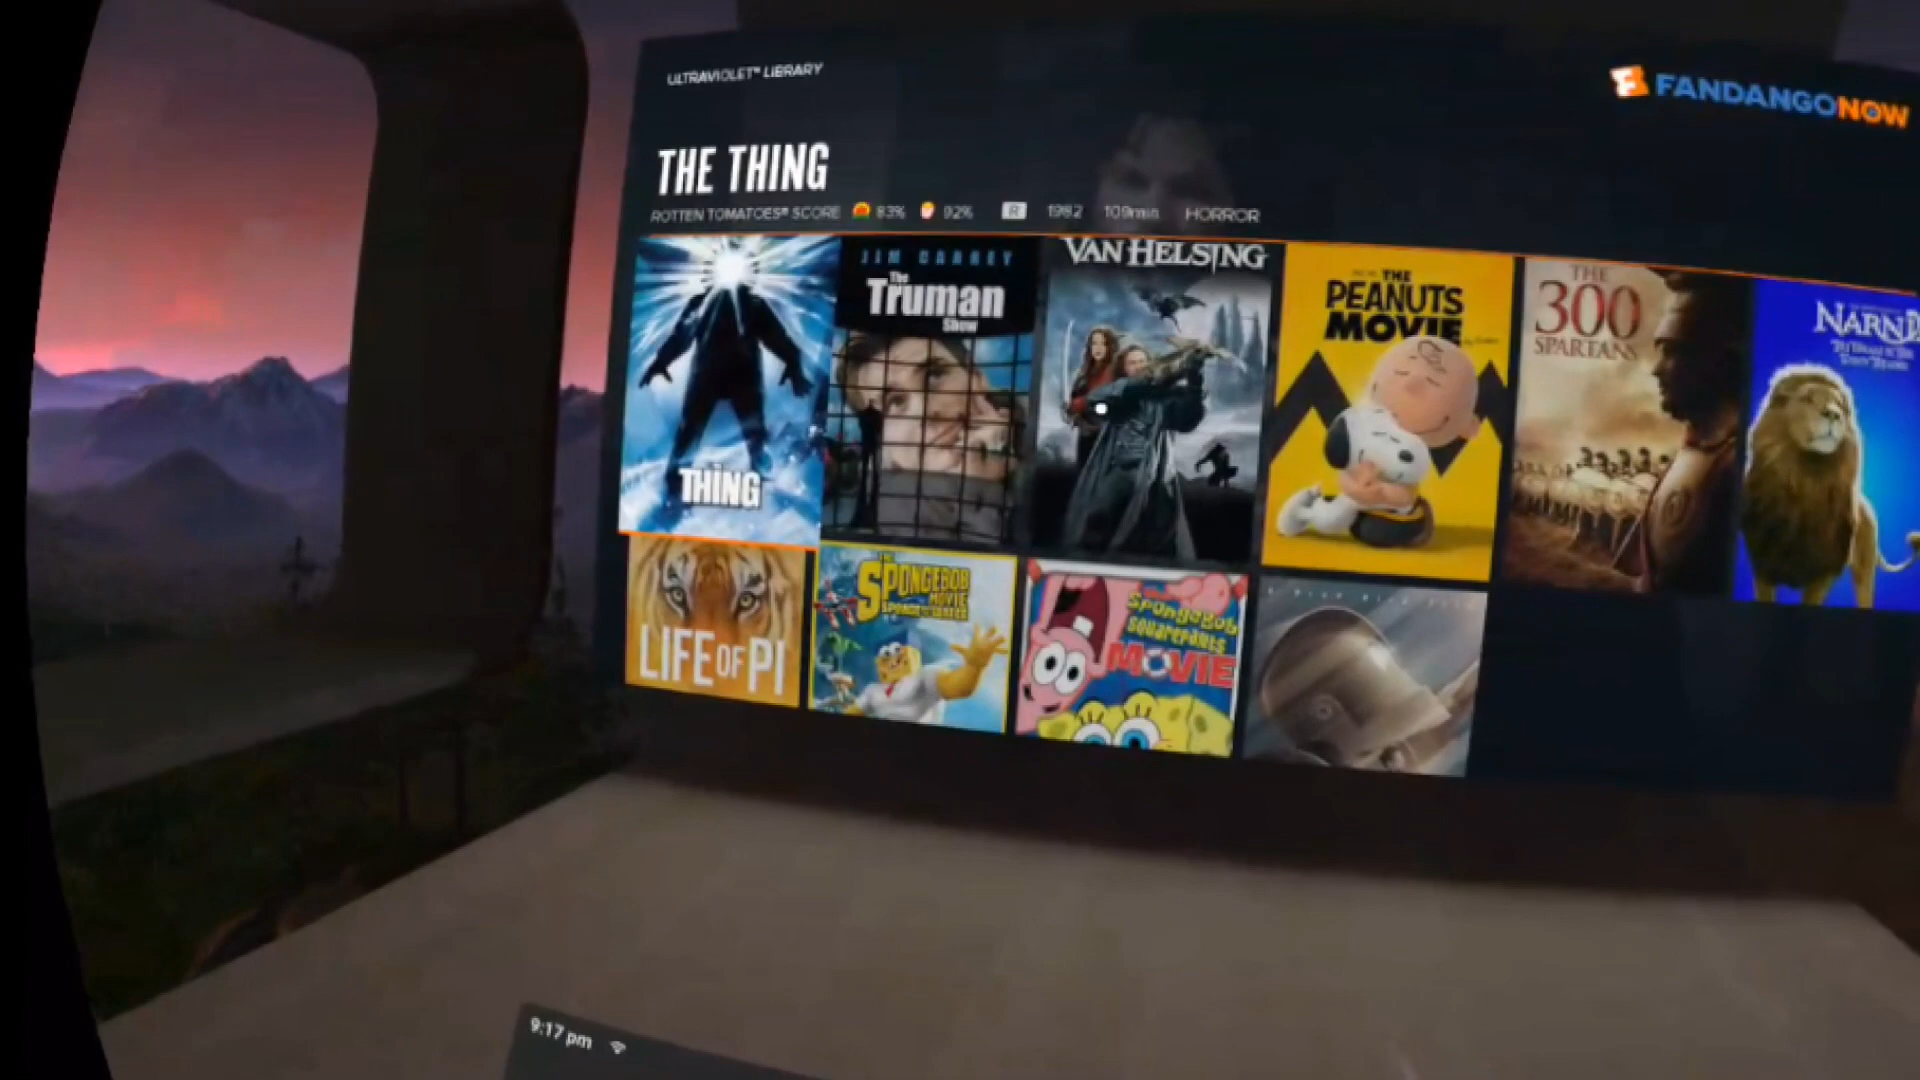 ULTRAVIOLET™ LIBRARY
FANDANGONOW
THE THING
ROTTEN TOMATOES® SCORE 83% 92% R 1982 109min HORROR
THING
JIM CARREY
The
Truman
Show
VAN HELSING
THE
PEANUTS
MOVIE
THE
300
SPARTANS
LIFE OF PI
THE
SPONGEBOB
MOVIE
SPONGEBOB
SQUAREPANTS
MOVIE
9:17 pm